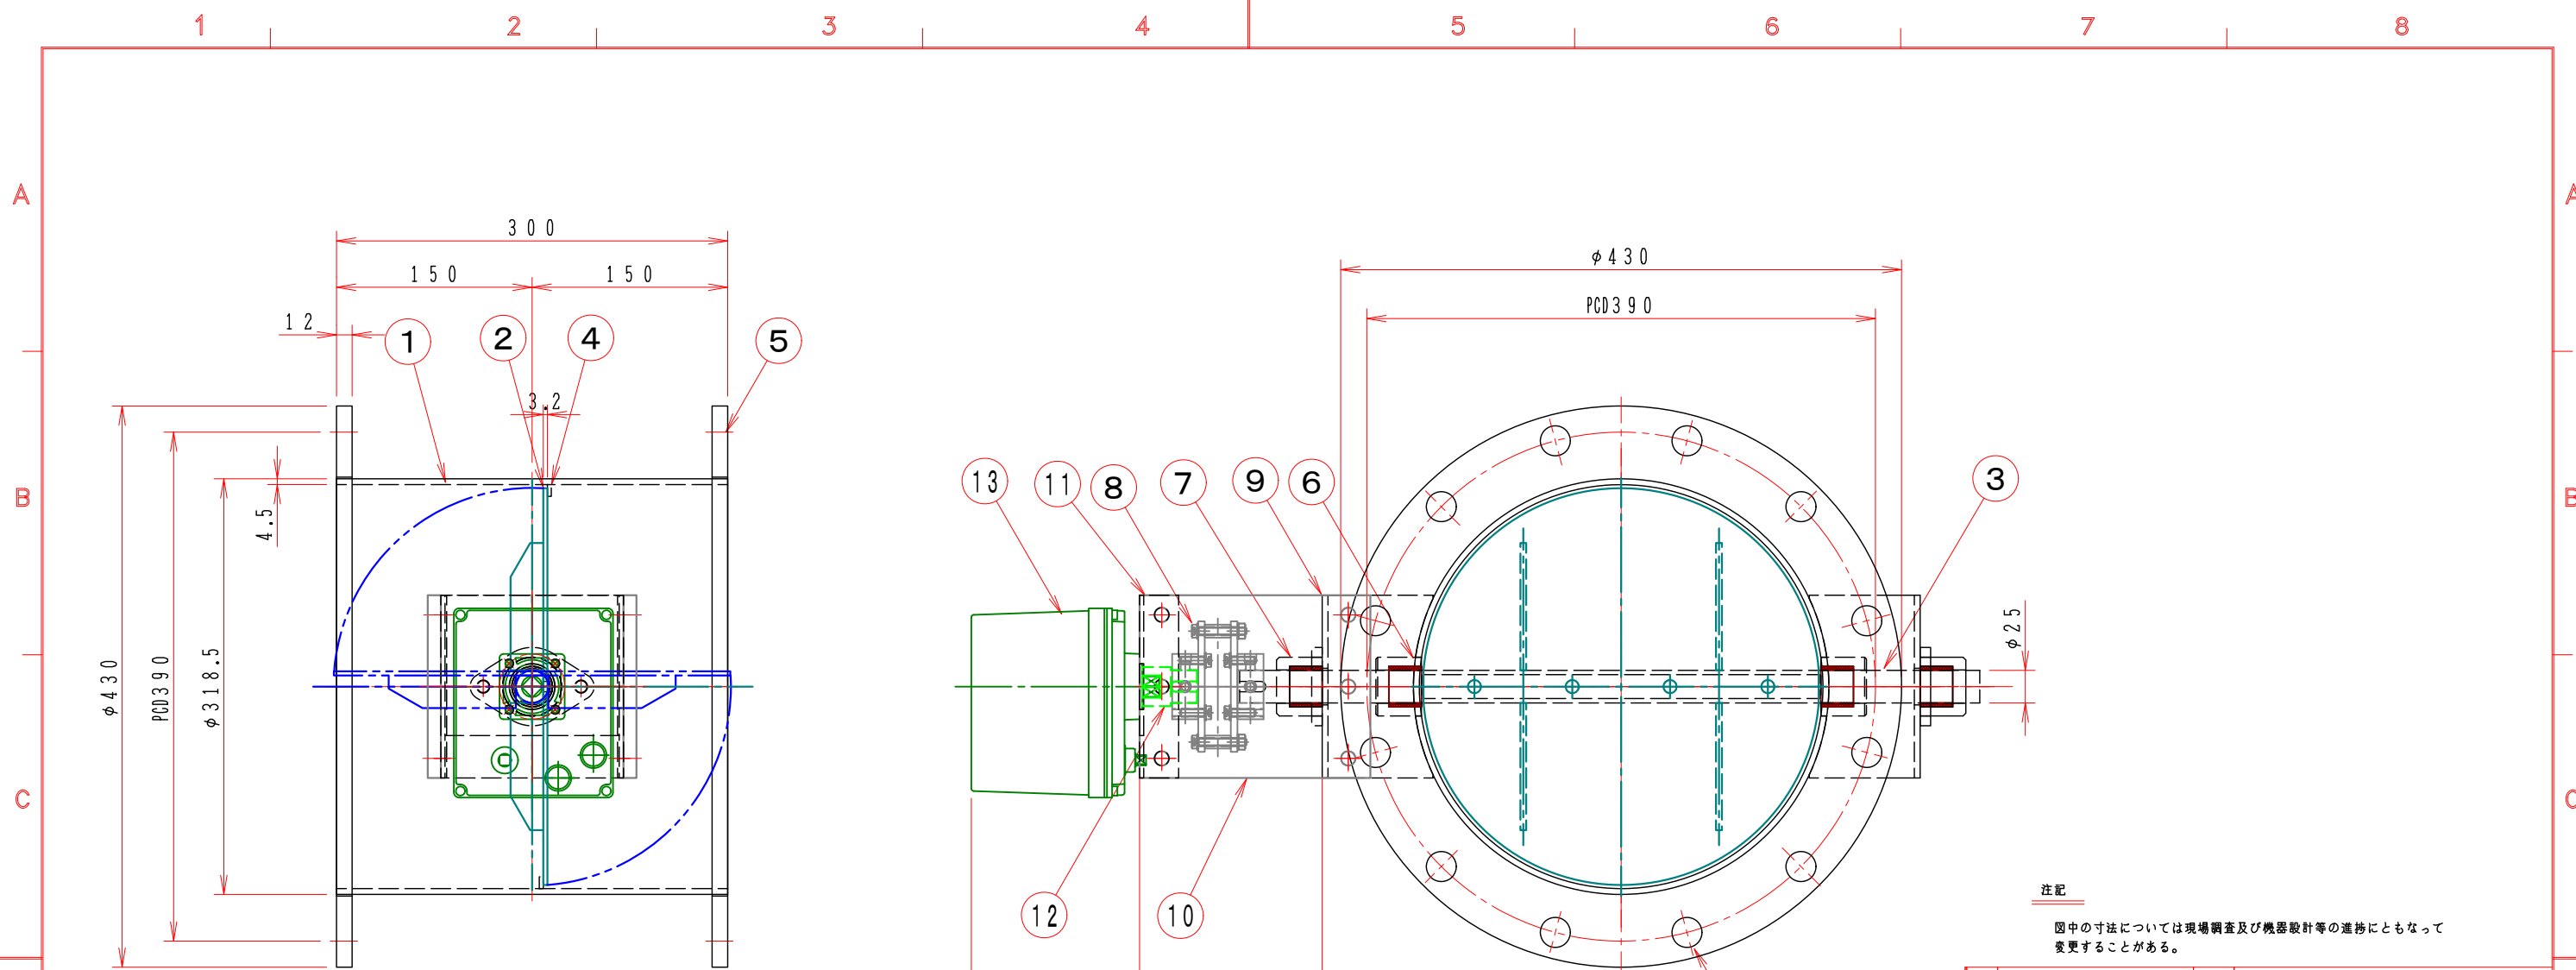 1 2 3 4 5 6 7 8
A A
300
φ430
150 150
PCD390
12
1 2 4 5
3.2
13 11 8 7 9 6 3
B B
4.5
φ25
φ430
PCD390
φ318.5
C C
12 10
注記
図中の寸法については現場調査及び機器設計等の進捗にともなって
変更することがある。